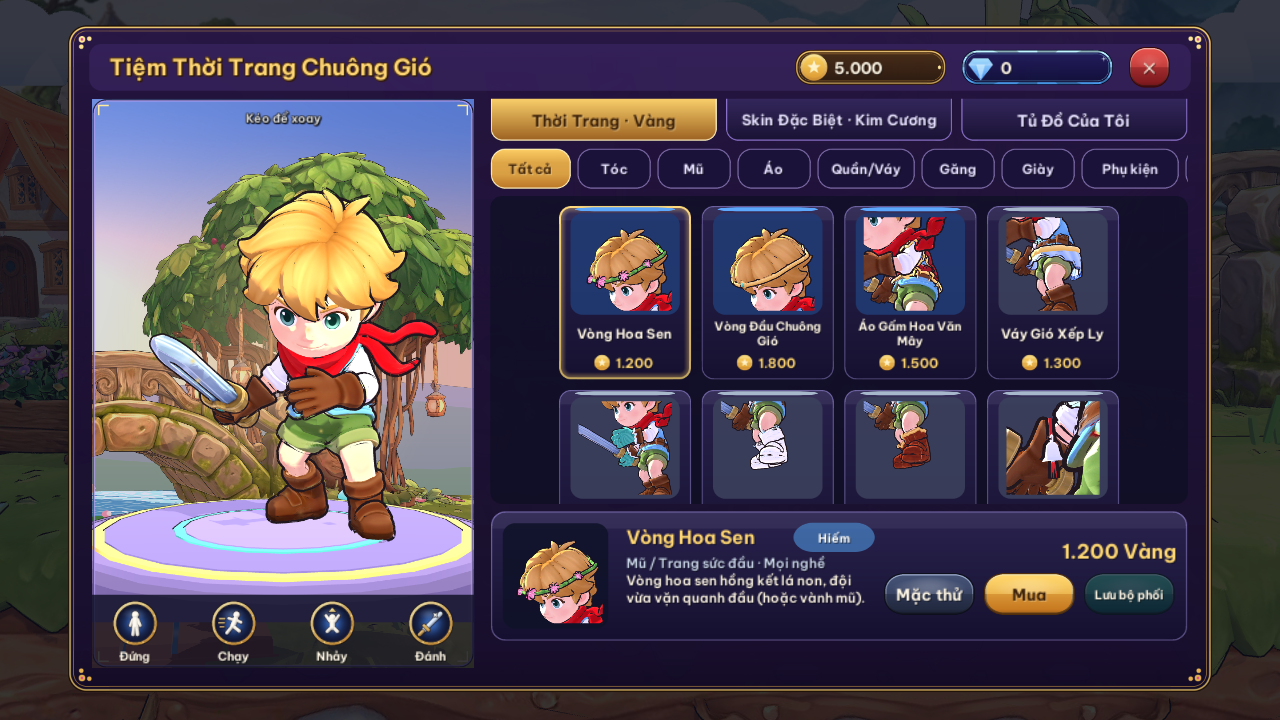 Tiệm Thời Trang Chuông Gió
5.000
0
Kéo để xoay
Thời Trang · Vàng
Skin Đặc Biệt · Kim Cương
Tủ Đồ Của Tôi
Tất cả
Tóc
Mũ
Áo
Quần/Váy
Găng
Giày
Phụ kiện
Vòng Hoa Sen
1.200
Vòng Đầu Chuông
Gió
1.800
Áo Gấm Hoa Văn
Mây
1.500
Váy Gió Xếp Ly
1.300
Vòng Hoa Sen
Hiếm
Mũ / Trang sức đầu · Mọi nghề
Vòng hoa sen hồng kết lá non, đội
vừa vặn quanh đầu (hoặc vành mũ).
1.200 Vàng
Mặc thử
Mua
Lưu bộ phối
Đứng
Chạy
Nhảy
Đánh